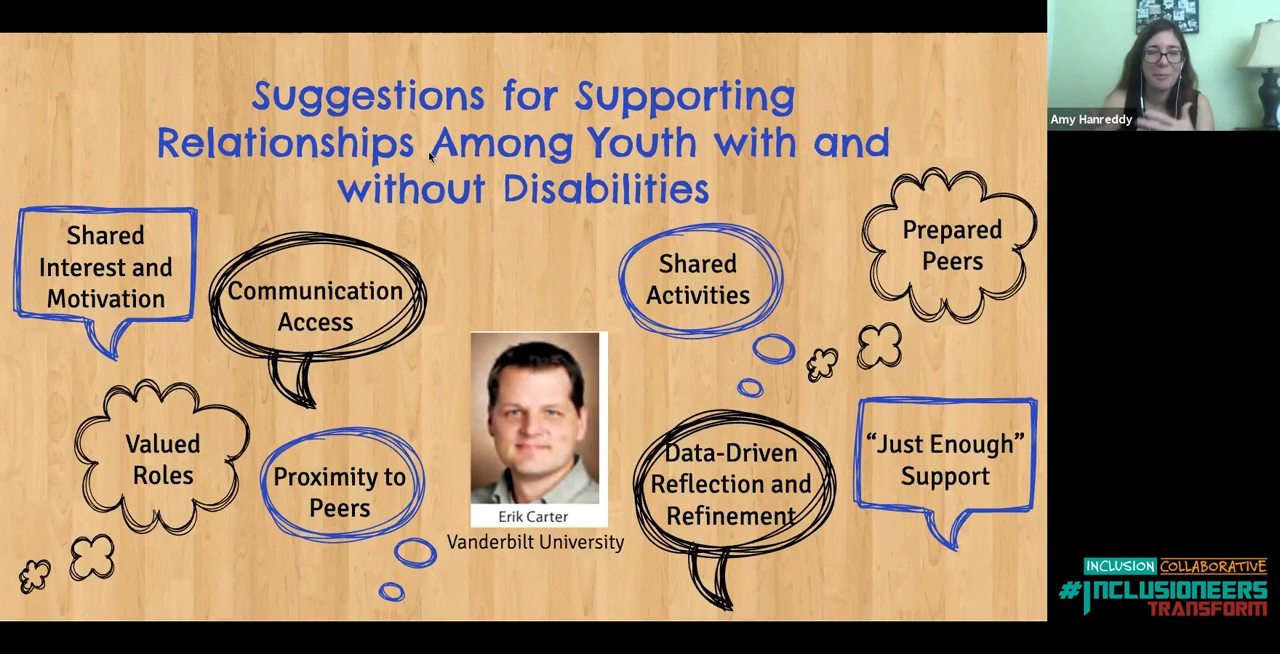 Suggestions for Supporting
Relationships Among Youth with and
without Disabilities
Shared
Interest and
Motivation
Communication
Access
Shared
Activities
Prepared
Peers
Valued
Roles
Proximity to
Peers
Erik Carter
Vanderbilt University
Data-Driven
Reflection and
Refinement
“Just Enough”
Support
Amy Hanreddy
INCLUSION COLLABORATIVE
#INCLUSIONEERS
TRANSFORM